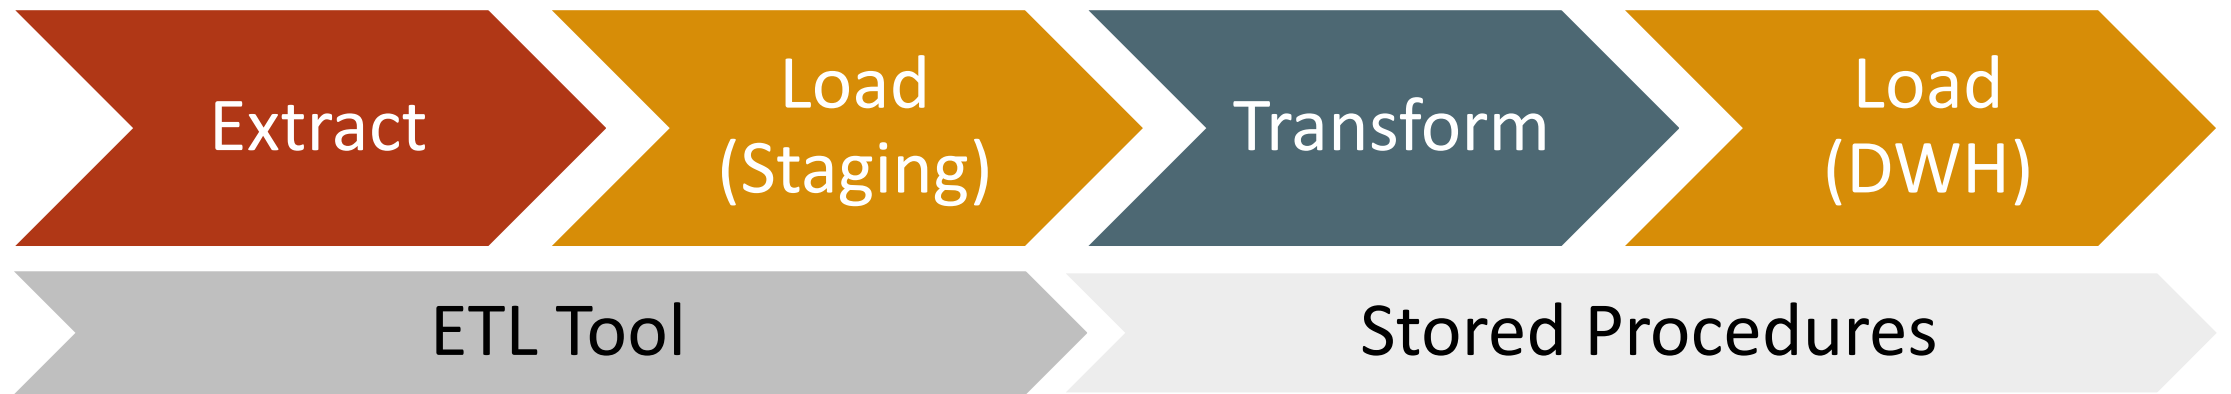 Extract
Load
(Staging)
Transform
Load
(DWH)
ETL Tool
Stored Procedures